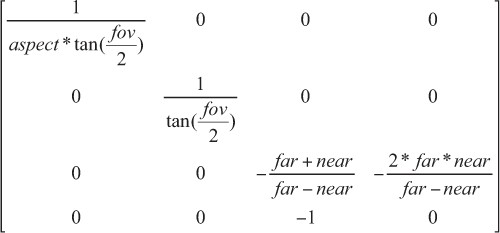 1/(aspect*tan(fov/2)) 0 0 0
0 1/tan(fov/2) 0 0
0 0 -(far+near)/(far-near) -(2*far*near)/(far-near)
0 0 -1 0